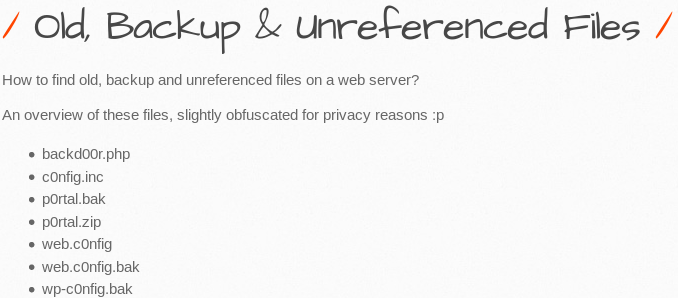 / Old, Backup & Unreferenced Files /
How to find old, backup and unreferenced files on a web server?
An overview of these files, slightly obfuscated for privacy reasons :p
• backd00r.php
• c0nfig.inc
• p0rtal.bak
• p0rtal.zip
• web.c0nfig
• web.c0nfig.bak
• wp-c0nfig.bak